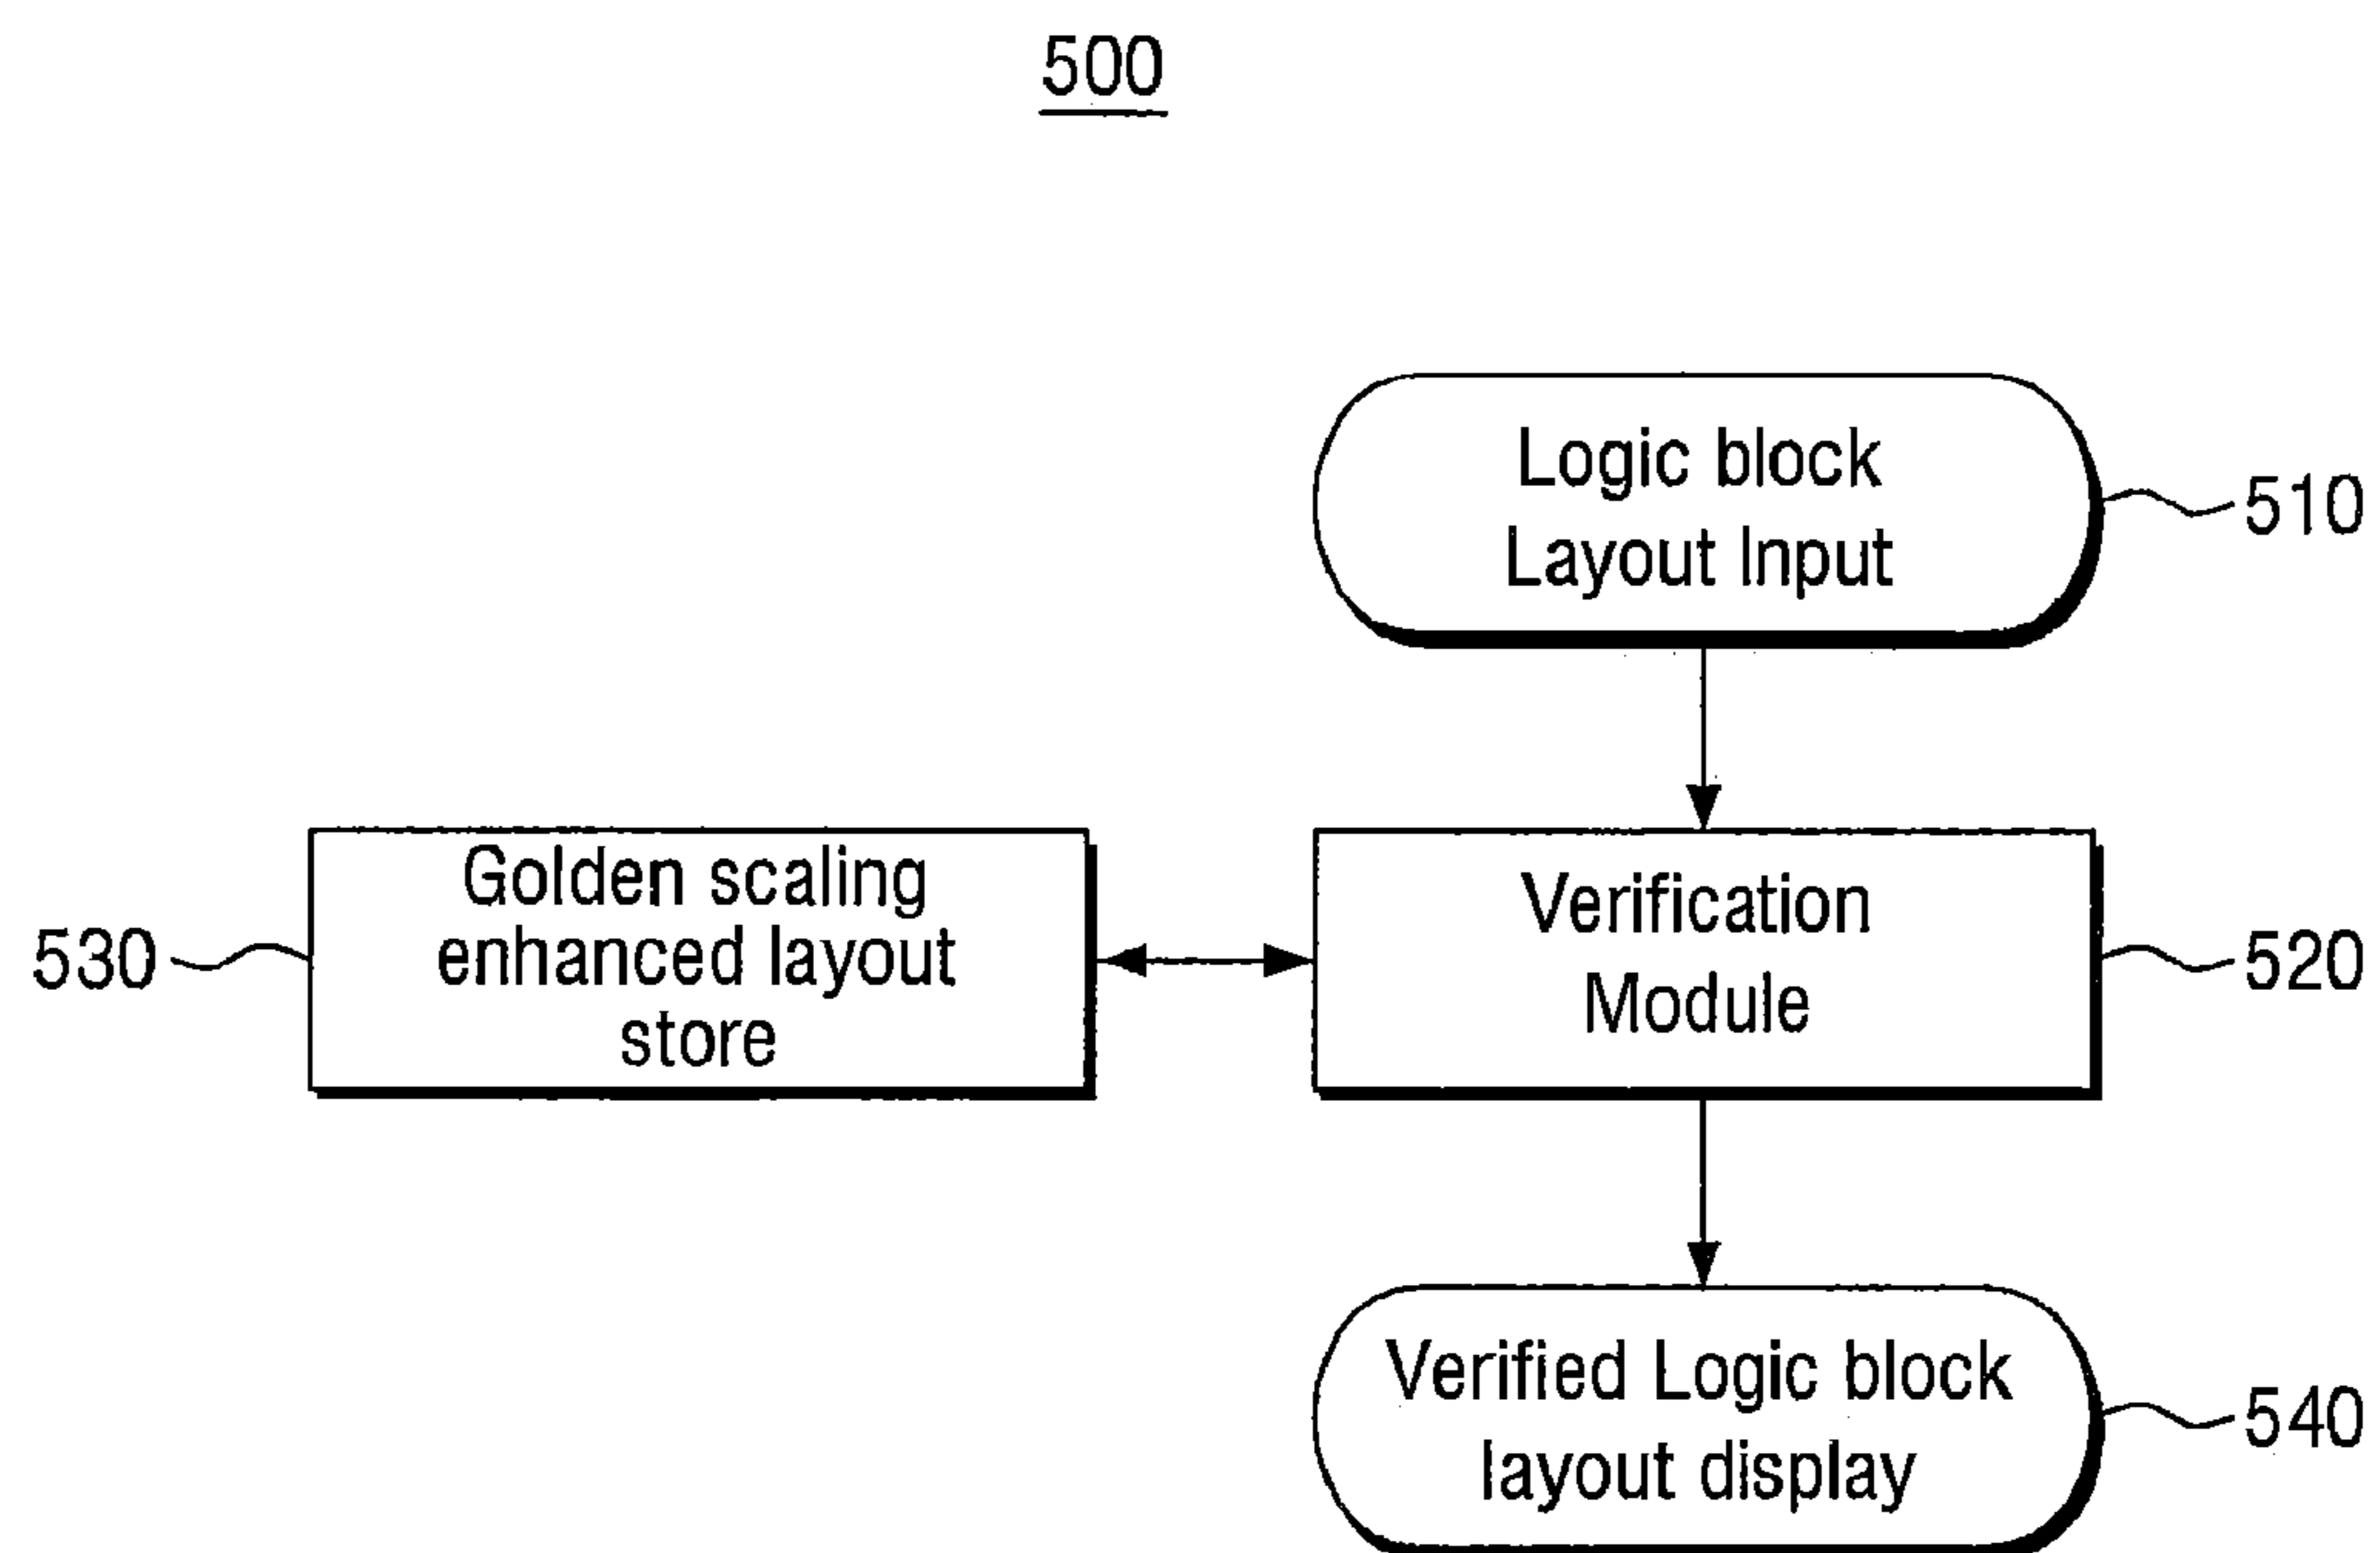 500
Logic block
Layout Input
510
Golden scaling
enhanced layout
store
530
Verification
Module
520
Verified Logic block
layout display
540